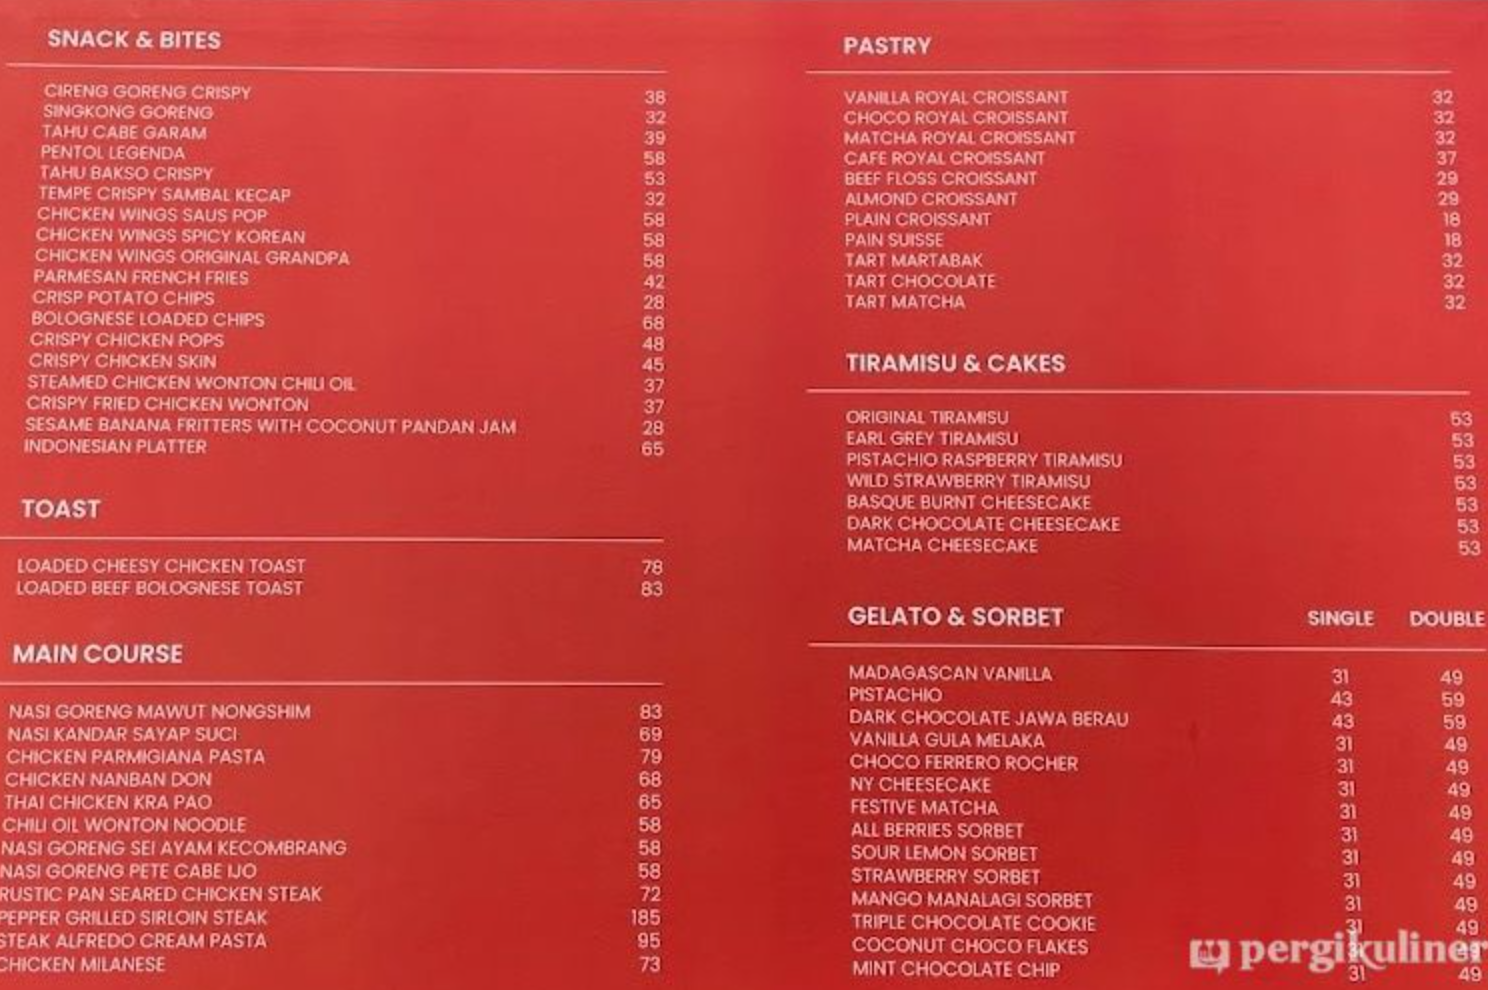 SNACK & BITES
CIRENG GORENG CRISPY 38
SINGKONG GORENG 32
TAHU CABE GARAM 39
PENTOL LEGENDA 58
TAHU BAKSO CRISPY 53
TEMPE CRISPY SAMBAL KECAP 32
CHICKEN WINGS SAUS POP 58
CHICKEN WINGS SPICY KOREAN 58
CHICKEN WINGS ORIGINAL GRANDPA 58
PARMESAN FRENCH FRIES 42
CRISP POTATO CHIPS 28
BOLOGNESE LOADED CHIPS 68
CRISPY CHICKEN POPS 48
CRISPY CHICKEN SKIN 45
STEAMED CHICKEN WONTON CHILI OIL 37
CRISPY FRIED CHICKEN WONTON 37
SESAME BANANA FRITTERS WITH COCONUT PANDAN JAM 28
INDONESIAN PLATTER 65
TOAST
LOADED CHEESY CHICKEN TOAST 78
LOADED BEEF BOLOGNESE TOAST 83
MAIN COURSE
NASI GORENG MAWUT NONGSHIM 83
NASI KANDAR SAYAP SUCI 69
CHICKEN PARMIGIANA PASTA 79
CHICKEN NANBAN DON 68
THAI CHICKEN KRA PAO 65
CHILI OIL WONTON NOODLE 58
NASI GORENG SEI AYAM KECOMBRANG 58
NASI GORENG PETE CABE IJO 58
RUSTIC PAN SEARED CHICKEN STEAK 72
PEPPER GRILLED SIRLOIN STEAK 185
STEAK ALFREDO CREAM PASTA 95
CHICKEN MILANESE 73
PASTRY
VANILLA ROYAL CROISSANT 32
CHOCO ROYAL CROISSANT 32
MATCHA ROYAL CROISSANT 32
CAFE ROYAL CROISSANT 37
BEEF FLOSS CROISSANT 29
ALMOND CROISSANT 29
PLAIN CROISSANT 18
PAIN SUISSE 18
TART MARTABAK 32
TART CHOCOLATE 32
TART MATCHA 32
TIRAMISU & CAKES
ORIGINAL TIRAMISU 53
EARL GREY TIRAMISU 53
PISTACHIO RASPBERRY TIRAMISU 53
WILD STRAWBERRY TIRAMISU 53
BASQUE BURNT CHEESECAKE 53
DARK CHOCOLATE CHEESECAKE 53
MATCHA CHEESECAKE 53
GELATO & SORBET SINGLE DOUBLE
MADAGASCAN VANILLA 31 49
PISTACHIO 43 59
DARK CHOCOLATE JAWA BERAU 43 59
VANILLA GULA MELAKA 31 49
CHOCO FERRERO ROCHER 31 49
NY CHEESECAKE 31 49
FESTIVE MATCHA 31 49
ALL BERRIES SORBET 31 49
SOUR LEMON SORBET 31 49
STRAWBERRY SORBET 31 49
MANGO MANALAGI SORBET 31 49
TRIPLE CHOCOLATE COOKIE 31 49
COCONUT CHOCO FLAKES
MINT CHOCOLATE CHIP 31 49
pergikuliner